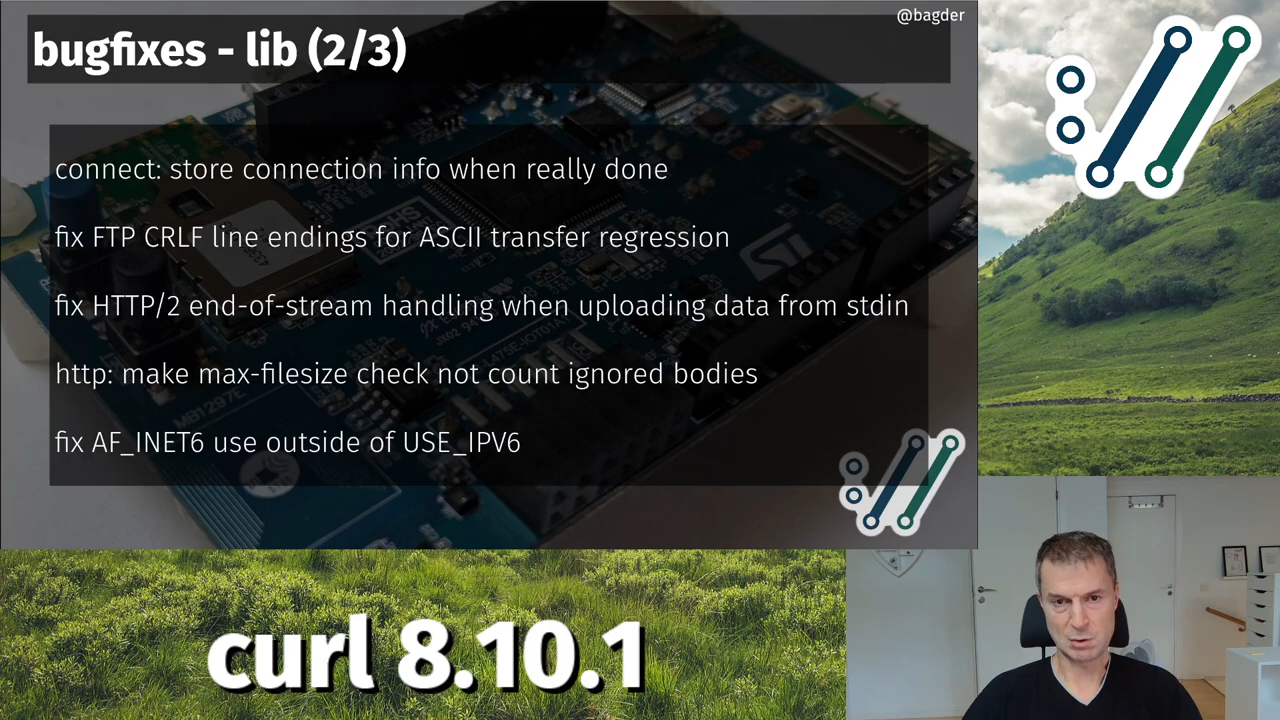 @bagder
bugfixes - lib (2/3)
connect: store connection info when really done
fix FTP CRLF line endings for ASCII transfer regression
fix HTTP/2 end-of-stream handling when uploading data from stdin
http: make max-filesize check not count ignored bodies
fix AF_INET6 use outside of USE_IPV6
curl 8.10.1